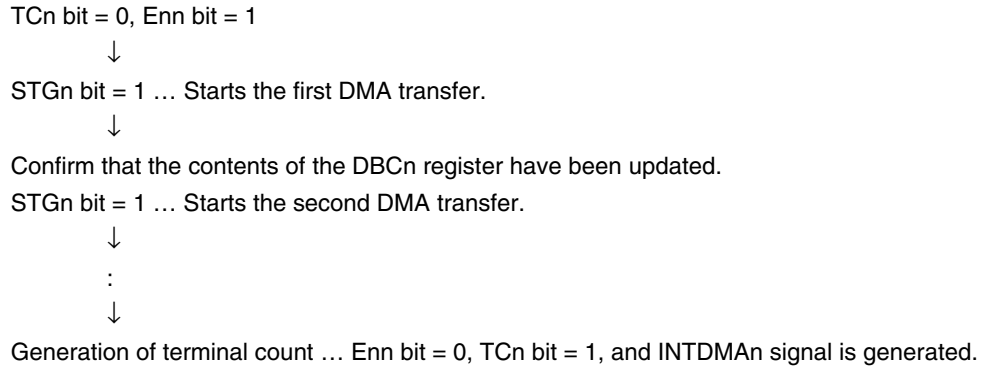 TCn bit = 0, Enn bit = 1
↓
STGn bit = 1 … Starts the first DMA transfer.
↓
Confirm that the contents of the DBCn register have been updated.
STGn bit = 1 … Starts the second DMA transfer.
↓
:
↓
Generation of terminal count … Enn bit = 0, TCn bit = 1, and INTDMAn signal is generated.